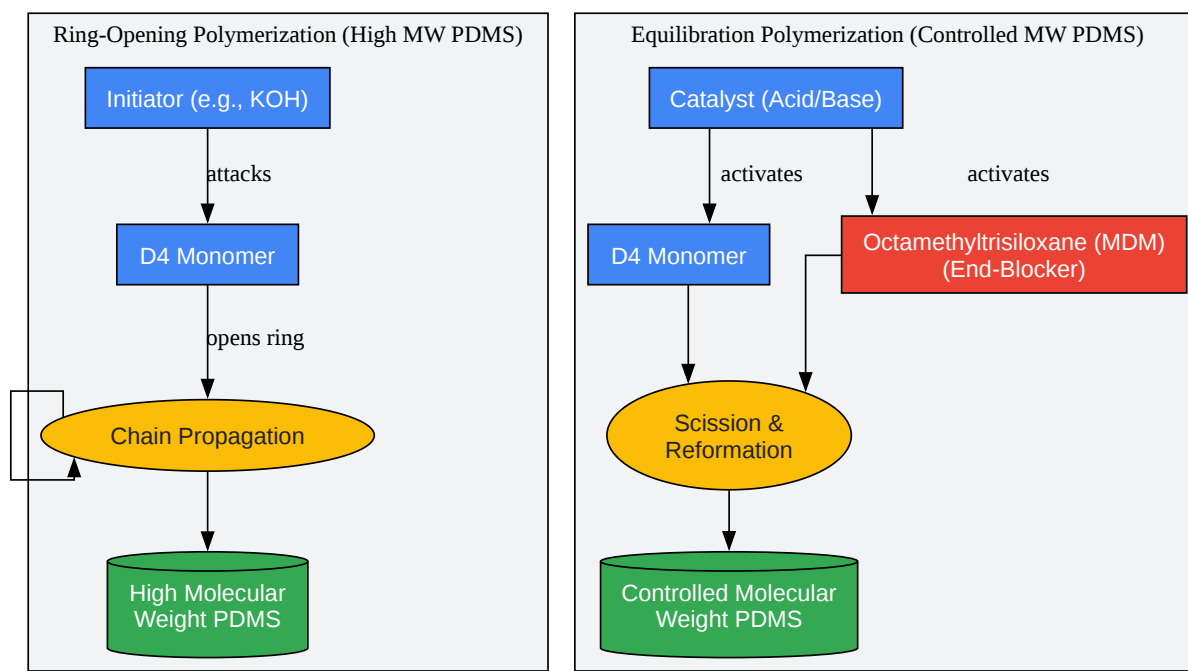 Ring-Opening Polymerization (High MW PDMS)
Initiator (e.g., KOH)
attacks
D4 Monomer
opens ring
Chain Propagation
High Molecular
Weight PDMS
Equilibration Polymerization (Controlled MW PDMS)
Catalyst (Acid/Base)
activates
activates
D4 Monomer
Octamethyltrisiloxane (MDM)
(End-Blocker)
Scission &
Reformation
Controlled Molecular
Weight PDMS